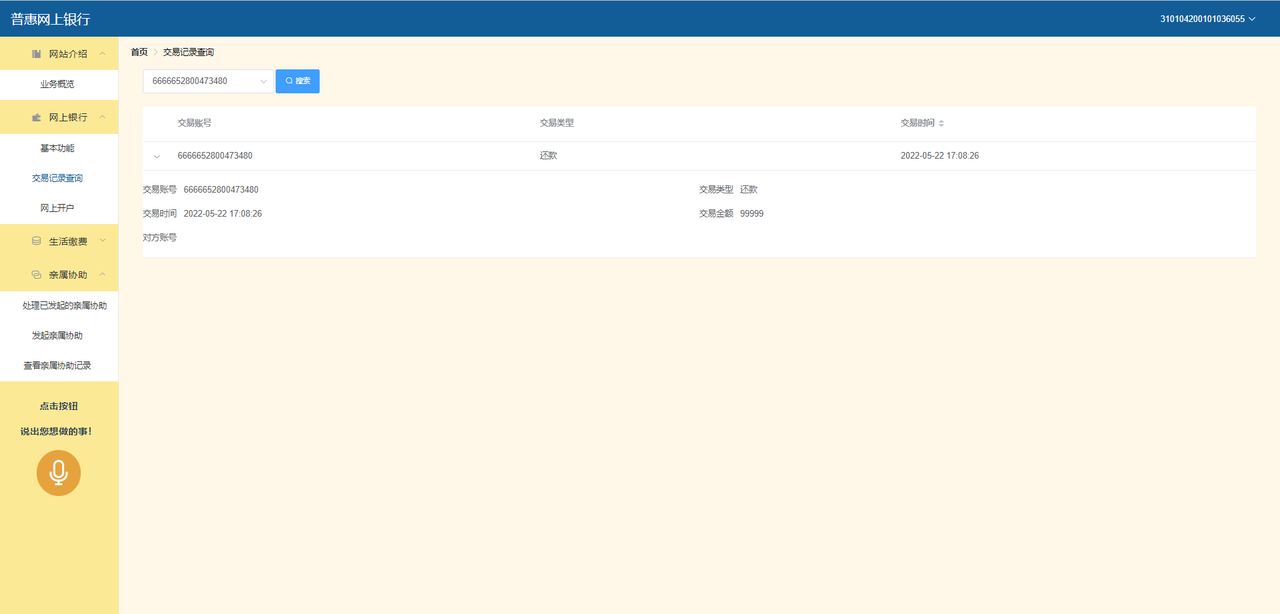 普惠网上银行
310104200101036055
网站介绍
业务概览
网上银行
基本功能
交易记录查询
网上开户
生活缴费
亲属协助
处理已发起的亲属协助
发起亲属协助
查看亲属协助记录
点击按钮
说出您想做的事!
首页 > 交易记录查询
6666652800473480 搜索
交易账号 交易类型 交易时间
6666652800473480 还款 2022-05-22 17:08:26
交易账号 6666652800473480 交易类型 还款
交易时间 2022-05-22 17:08:26 交易金额 99999
对方账号